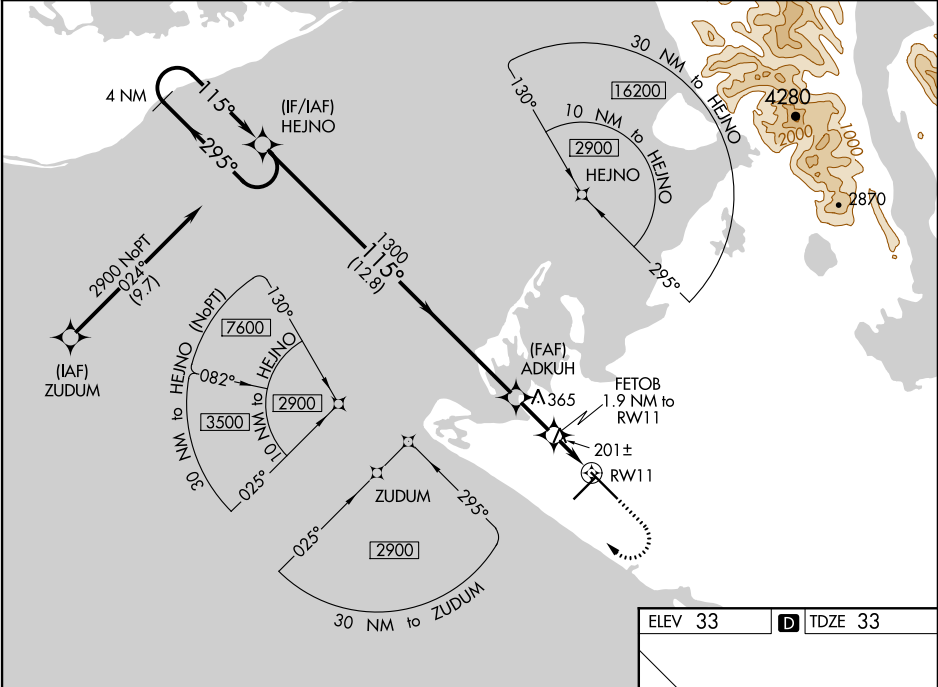 4 NM
115°
295°
(IF/IAF)
HEJNO
30 NM to HEJNO
16200
130°
10 NM to HEJNO
2900
HEJNO
295°
4280
2000
1000
2870
2900 NoPT
024°
(9.7)
1300
115°
(12.8)
(IAF)
ZUDUM
30 NM to HEJNO (NoPT)
7600
130°
082°
10 NM to HEJNO
2900
3500
025°
(FAF)
ADKUH
365
FETOB
1.9 NM to
RW11
201±
RW11
ZUDUM
025°
295°
2900
30 NM to ZUDUM
ELEV 33
D
TDZE 33